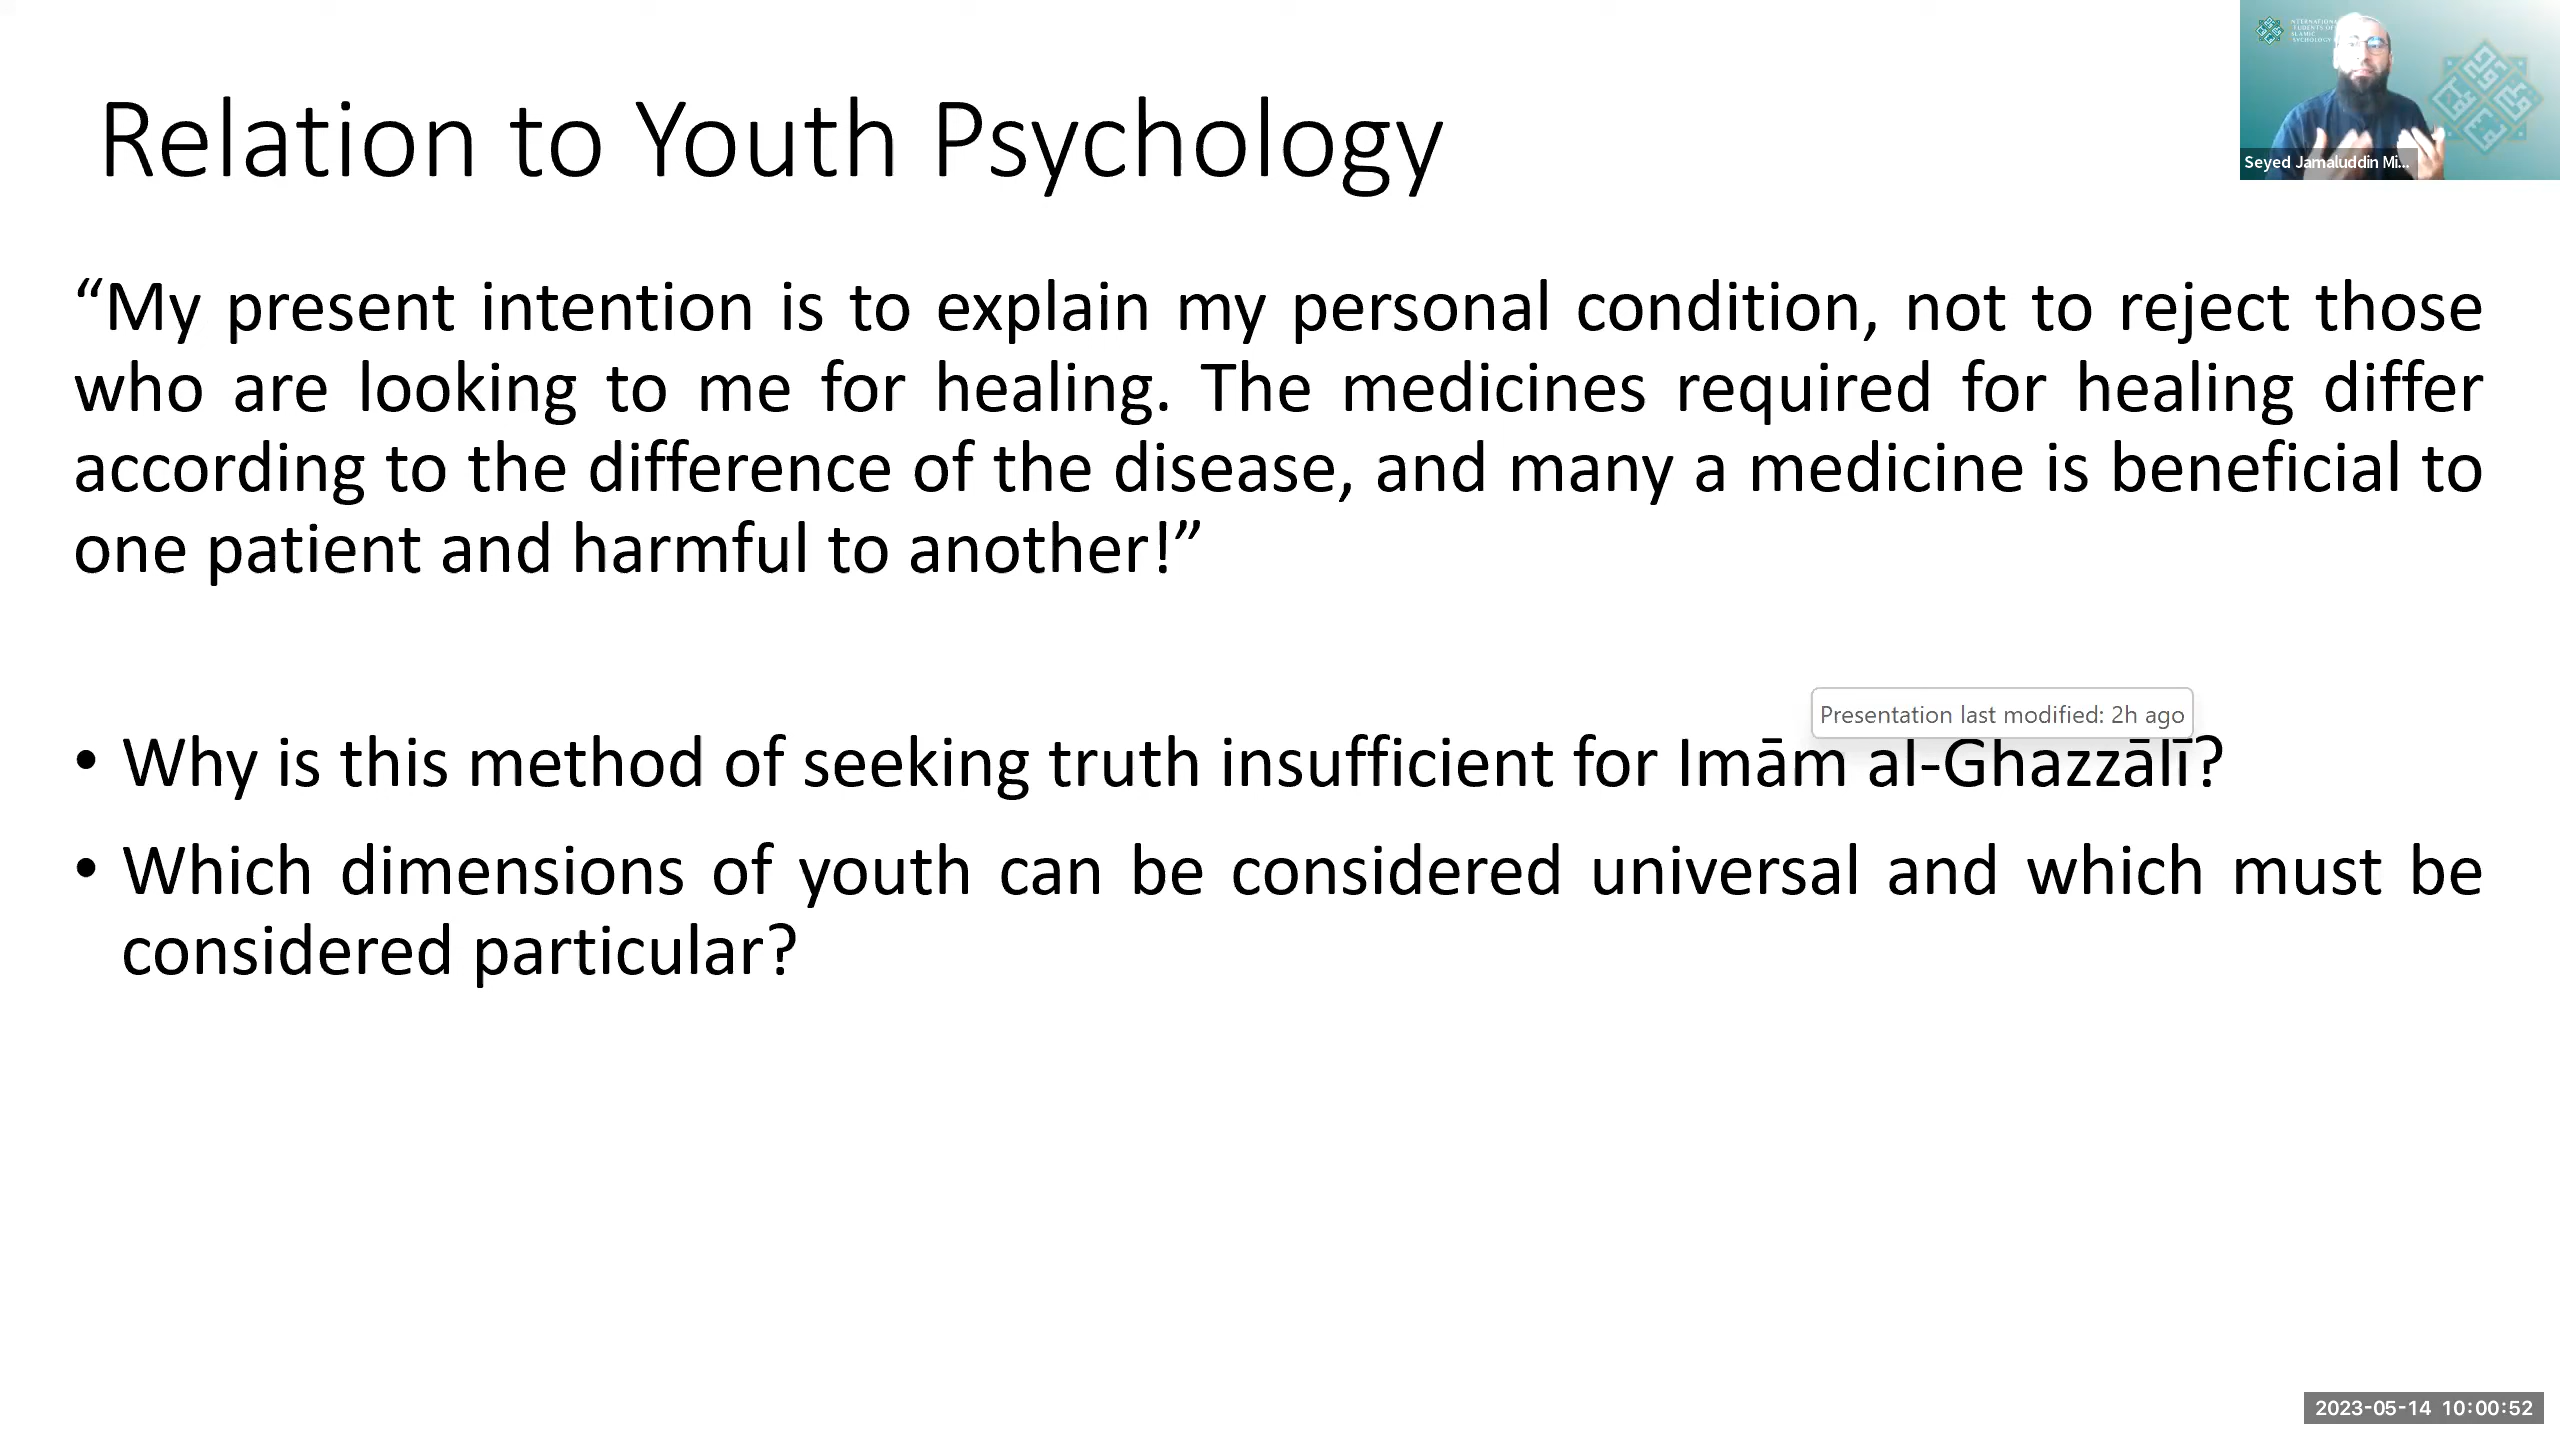 Relation to Youth Psychology
Seyed Jamaluddin Mi...
“My present intention is to explain my personal condition, not to reject those
who are looking to me for healing. The medicines required for healing differ
according to the difference of the disease, and many a medicine is beneficial to
one patient and harmful to another!”
Presentation last modified: 2h ago
• Why is this method of seeking truth insufficient for Imām al-Ghazzālī?
• Which dimensions of youth can be considered universal and which must be
considered particular?
2023-05-14 10:00:52